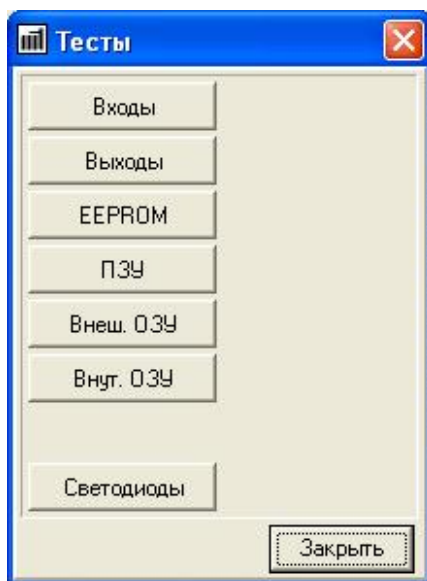 Тесты
Входы
Выходы
EEPROM
ПЗУ
Внеш. ОЗУ
Внут. ОЗУ
Светодиоды
Закрыть